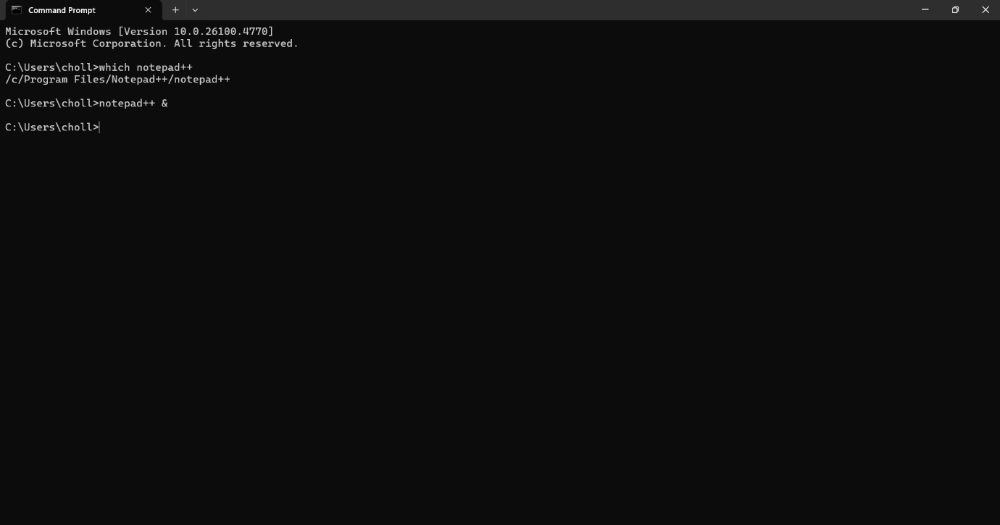 Command Prompt
Microsoft Windows [Version 10.0.26100.4770]
(c) Microsoft Corporation. All rights reserved.
C:\Users\choll>which notepad++
/c/Program Files/Notepad++/notepad++
C:\Users\choll>notepad++ &
C:\Users\choll>